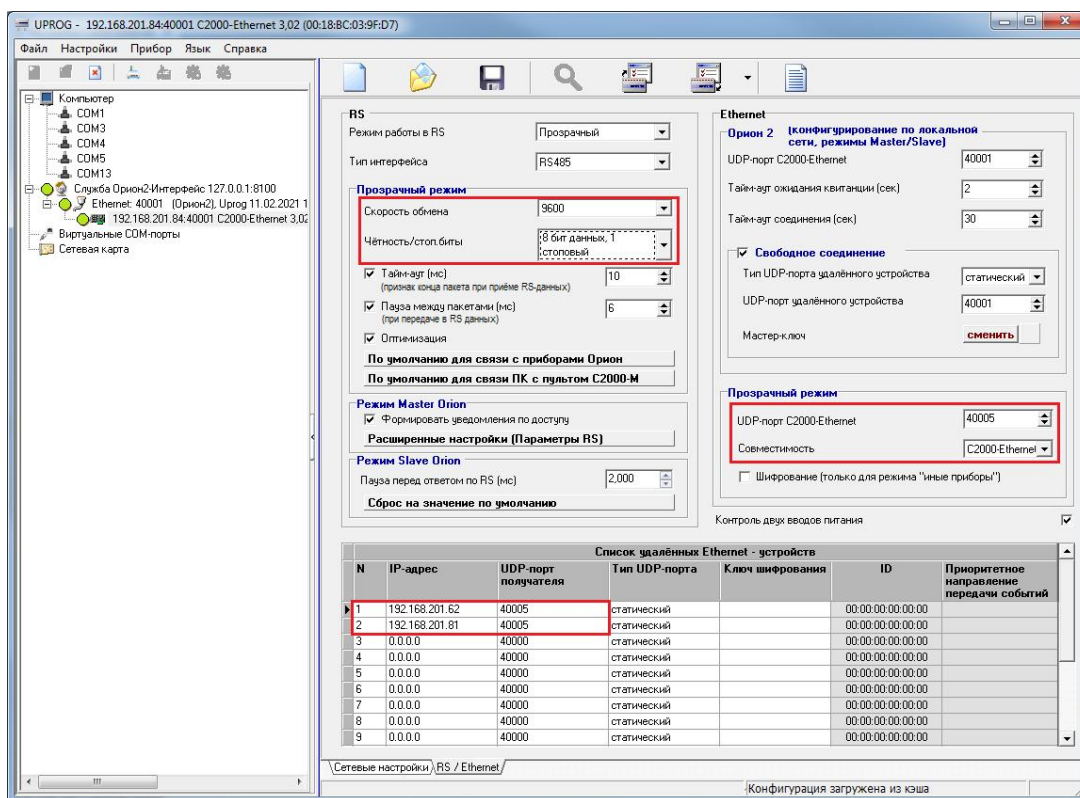 UPROG - 192.168.201.84:40001 C2000-Ethernet 3,02 (00:18:BC:03:9F:D7)
Файл Настройки Прибор Язык Справка
Компьютер
COM1
COM3
COM4
COM5
COM13
Служба Орион2-Интерфейс 127.0.0.1:8100
Ethernet: 40001 (Орион2), Uprog 11.02.2021 1
192.168.201.84:40001 C2000-Ethernet 3,02
Виртуальные COM-порты
Сетевая карта
RS
Режим работы в RS Прозрачный
Тип интерфейса RS485
Прозрачный режим
Скорость обмена 9600
Чётность/стоп.биты 8 бит данных, 1
стоповый
Тайм-аут (мс) 10
(признак конца пакета при приёме RS-данных)
Пауза между пакетами (мс) 6
(при передаче в RS данных)
Оптимизация
По умолчанию для связи с приборами Орион
По умолчанию для связи ПК с пультом С2000-М
Режим Master Orion
Формировать уведомления по доступу
Расширенные настройки (Параметры RS)
Режим Slave Orion
Пауза перед ответом по RS (мс) 2,000
Сброс на значение по умолчанию
Ethernet
Орион 2 (конфигурирование по локальной
сети, режимы Master/Slave)
UDP-порт C2000-Ethernet 40001
Тайм-аут ожидания квитанции (сек) 2
Тайм-аут соединения (сек) 30
Свободное соединение
Тип UDP-порта удалённого устройства статический
UDP-порт удалённого устройства 40001
Мастер-ключ сменить
Прозрачный режим
UDP-порт C2000-Ethernet 40005
Совместимость C2000-Ethernet
Шифрование (только для режима "иные приборы")
Контроль двух вводов питания
Список удалённых Ethernet - устройств
N IP-адрес UDP-порт получателя Тип UDP-порта Ключ шифрования ID Приоритетное направление передачи событий
1 192.168.201.62 40005 статический 00:00:00:00:00:00
2 192.168.201.81 40005 статический 00:00:00:00:00:00
3 0.0.0.0 40000 статический 00:00:00:00:00:00
4 0.0.0.0 40000 статический 00:00:00:00:00:00
5 0.0.0.0 40000 статический 00:00:00:00:00:00
6 0.0.0.0 40000 статический 00:00:00:00:00:00
7 0.0.0.0 40000 статический 00:00:00:00:00:00
8 0.0.0.0 40000 статический 00:00:00:00:00:00
9 0.0.0.0 40000 статический 00:00:00:00:00:00
Сетевые настройки RS / Ethernet
Конфигурация загружена из кэша